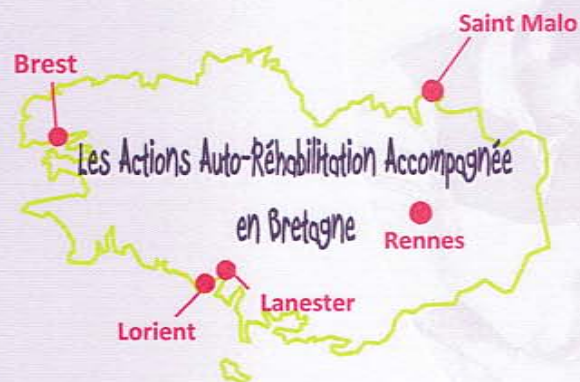 Saint Malo
Brest
Les Actions Auto-Réhabilitation Accompagnée
en Bretagne
Rennes
Lanester
Lorient